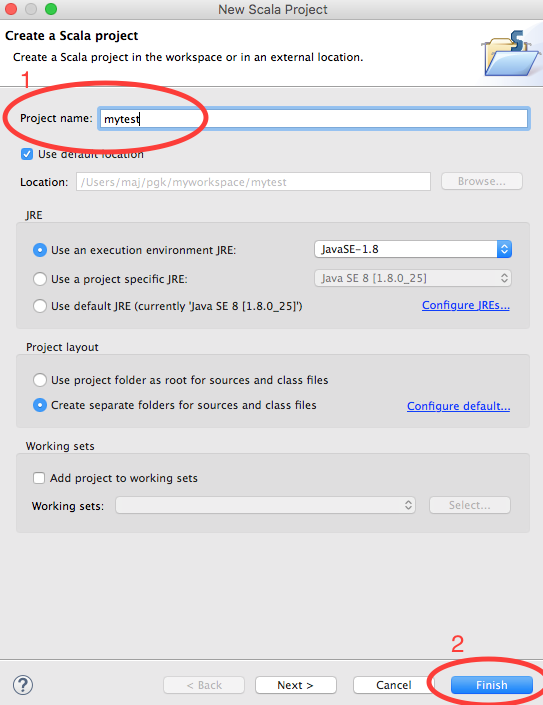 New Scala Project
Create a Scala project
Create a Scala project in the workspace or in an external location.
1
Project name: mytest
Use default location
Location: /Users/maj/pgk/myworkspace/mytest Browse...
JRE
Use an execution environment JRE: JavaSE-1.8
Use a project specific JRE: Java SE 8 [1.8.0_25]
Use default JRE (currently 'Java SE 8 [1.8.0_25]') Configure JREs...
Project layout
Use project folder as root for sources and class files
Create separate folders for sources and class files Configure default...
Working sets
Add project to working sets
Working sets: Select...
2
? < Back Next > Cancel Finish